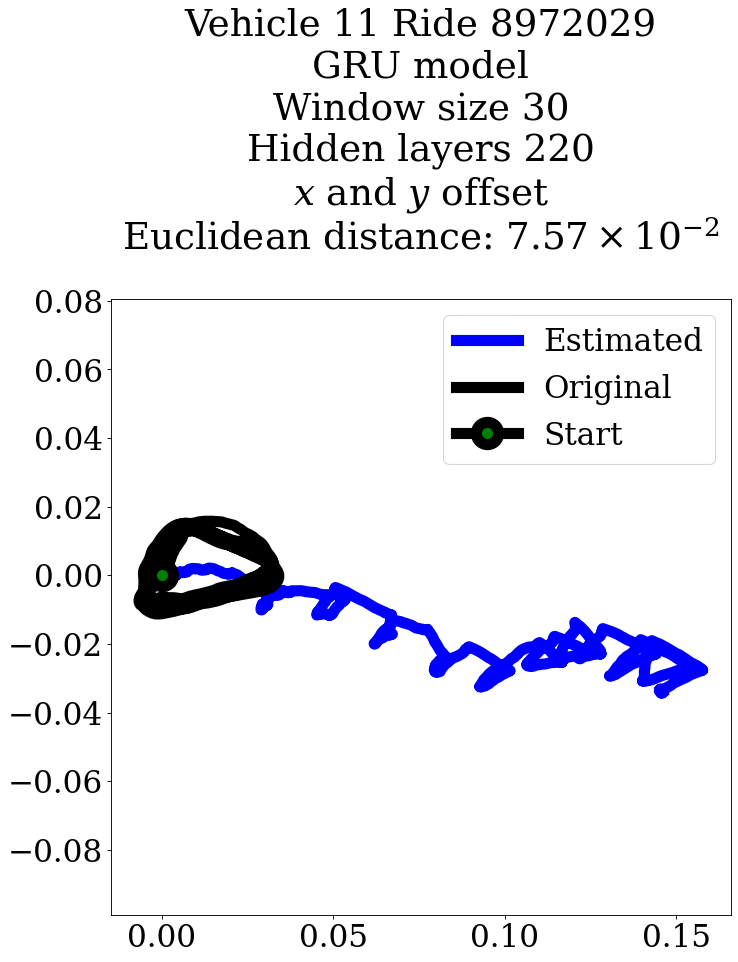 Vehicle 11 Ride 8972029
GRU model
Window size 30
Hidden layers 220
x and y offset
Euclidean distance: 7.57 × 10⁻²
Estimated
Original
Start
0.08
0.06
0.04
0.02
0.00
−0.02
−0.04
−0.06
−0.08
0.00 0.05 0.10 0.15